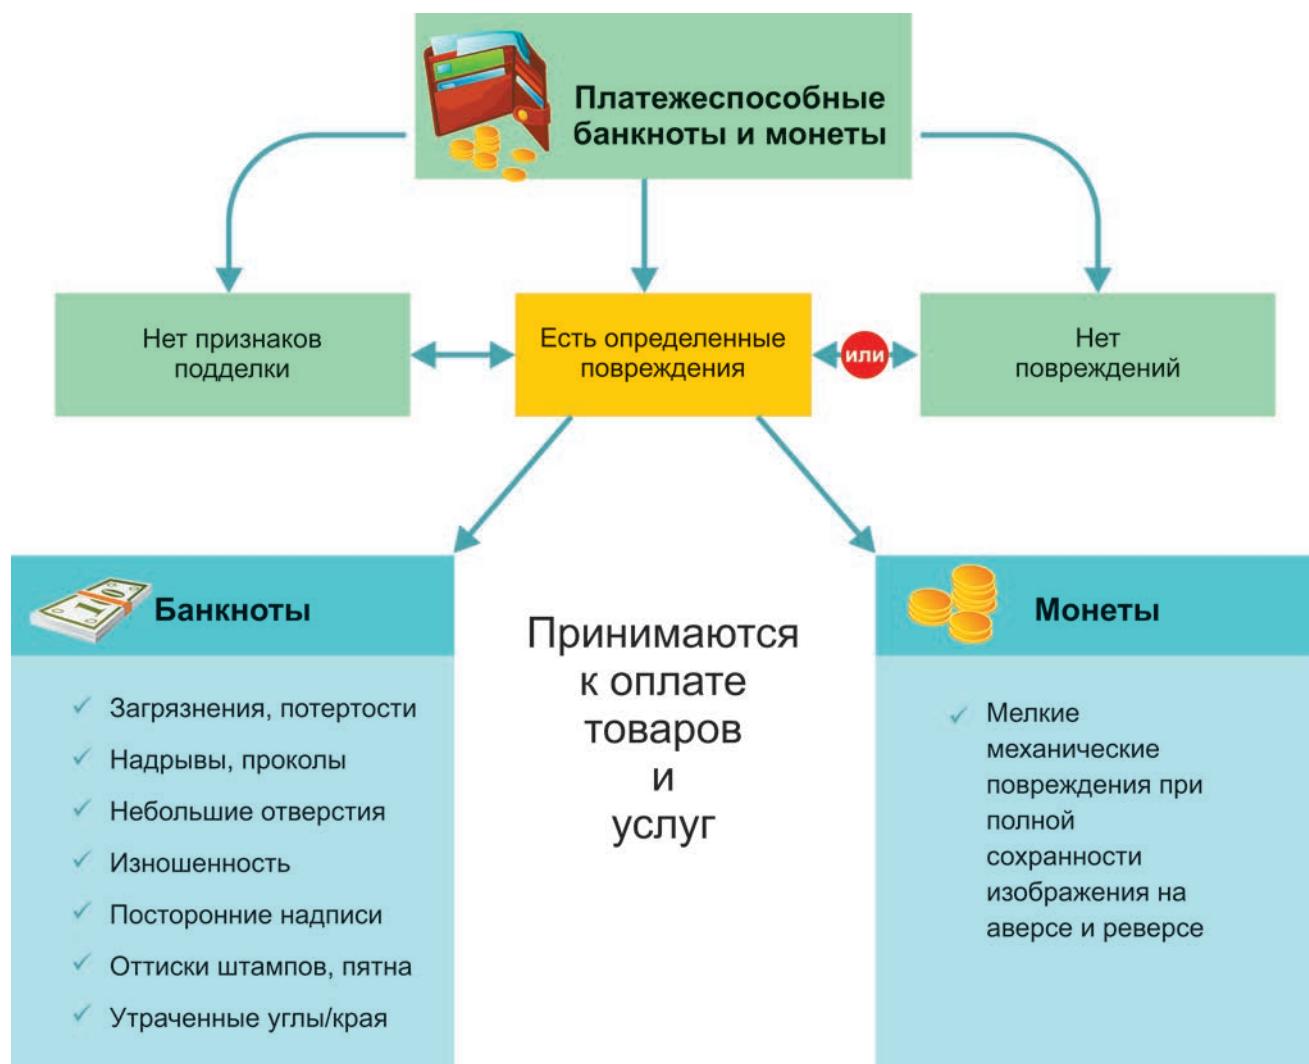 Платежеспособные
банкноты и монеты
Нет признаков
подделки
Есть определенные
повреждения
или
Нет
повреждений
Банкноты
Загрязнения, потертости
Надрывы, проколы
Небольшие отверстия
Изношенность
Посторонние надписи
Оттиски штампов, пятна
Утраченные углы/края
Принимаются
к оплате
товаров
и
услуг
Монеты
Мелкие
механические
повреждения при
полной
сохранности
изображения на
аверсе и реверсе